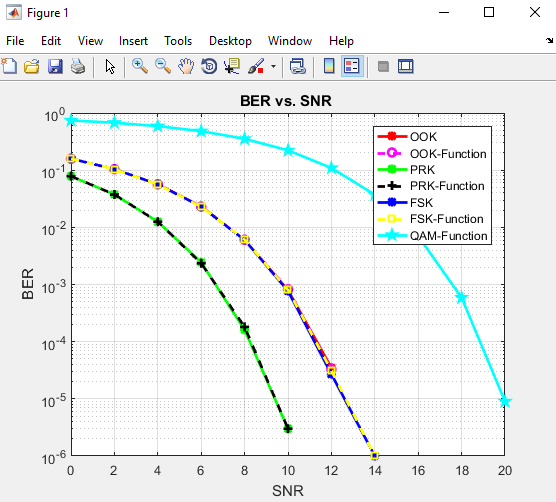 Figure 1
File Edit View Insert Tools Desktop Window Help
BER vs. SNR
10^0
10^-1
10^-2
10^-3
10^-4
10^-5
10^-6
BER
OOK
OOK-Function
PRK
PRK-Function
FSK
FSK-Function
QAM-Function
0 2 4 6 8 10 12 14 16 18 20
SNR